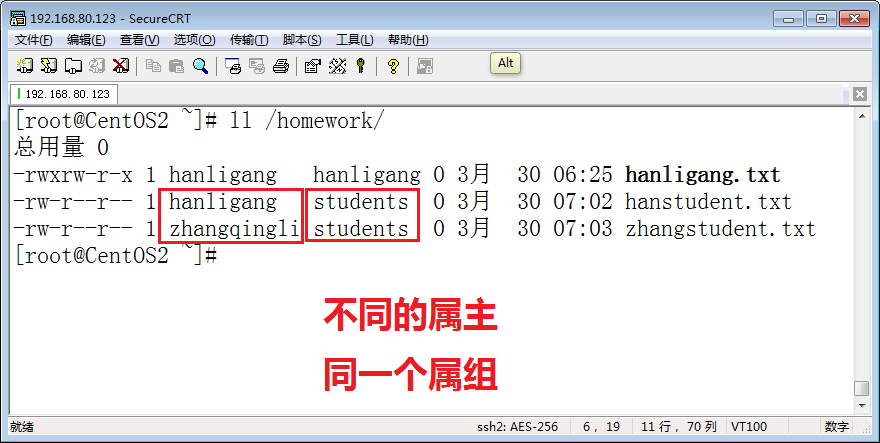 192.168.80.123 - SecureCRT
文件(F) 编辑(E) 查看(V) 选项(O) 传输(T) 脚本(S) 工具(L) 帮助(H)
Alt
192.168.80.123
[root@CentOS2 ~]# ll /homework/
总用量 0
-rwxrw-r-x 1 hanligang hanligang 0 3月 30 06:25 hanligang.txt
-rw-r--r-- 1 hanligang students 0 3月 30 07:02 hanstudent.txt
-rw-r--r-- 1 zhangqingli students 0 3月 30 07:03 zhangstudent.txt
[root@CentOS2 ~]#
不同的属主
同一个属组
就绪 ssh2: AES-256 6, 19 11 行, 70 列 VT100 数字